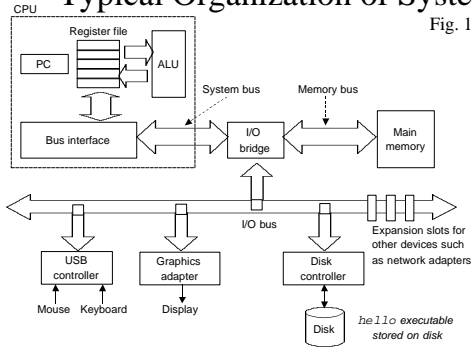 Typical Organization of System
Fig. 1
CPU
Register file
PC
ALU
System bus
Memory bus
Bus interface
I/O
bridge
Main
memory
I/O bus
Expansion slots for
other devices such
as network adapters
USB
controller
Graphics
adapter
Disk
controller
Mouse
Keyboard
Display
Disk
hello executable
stored on disk